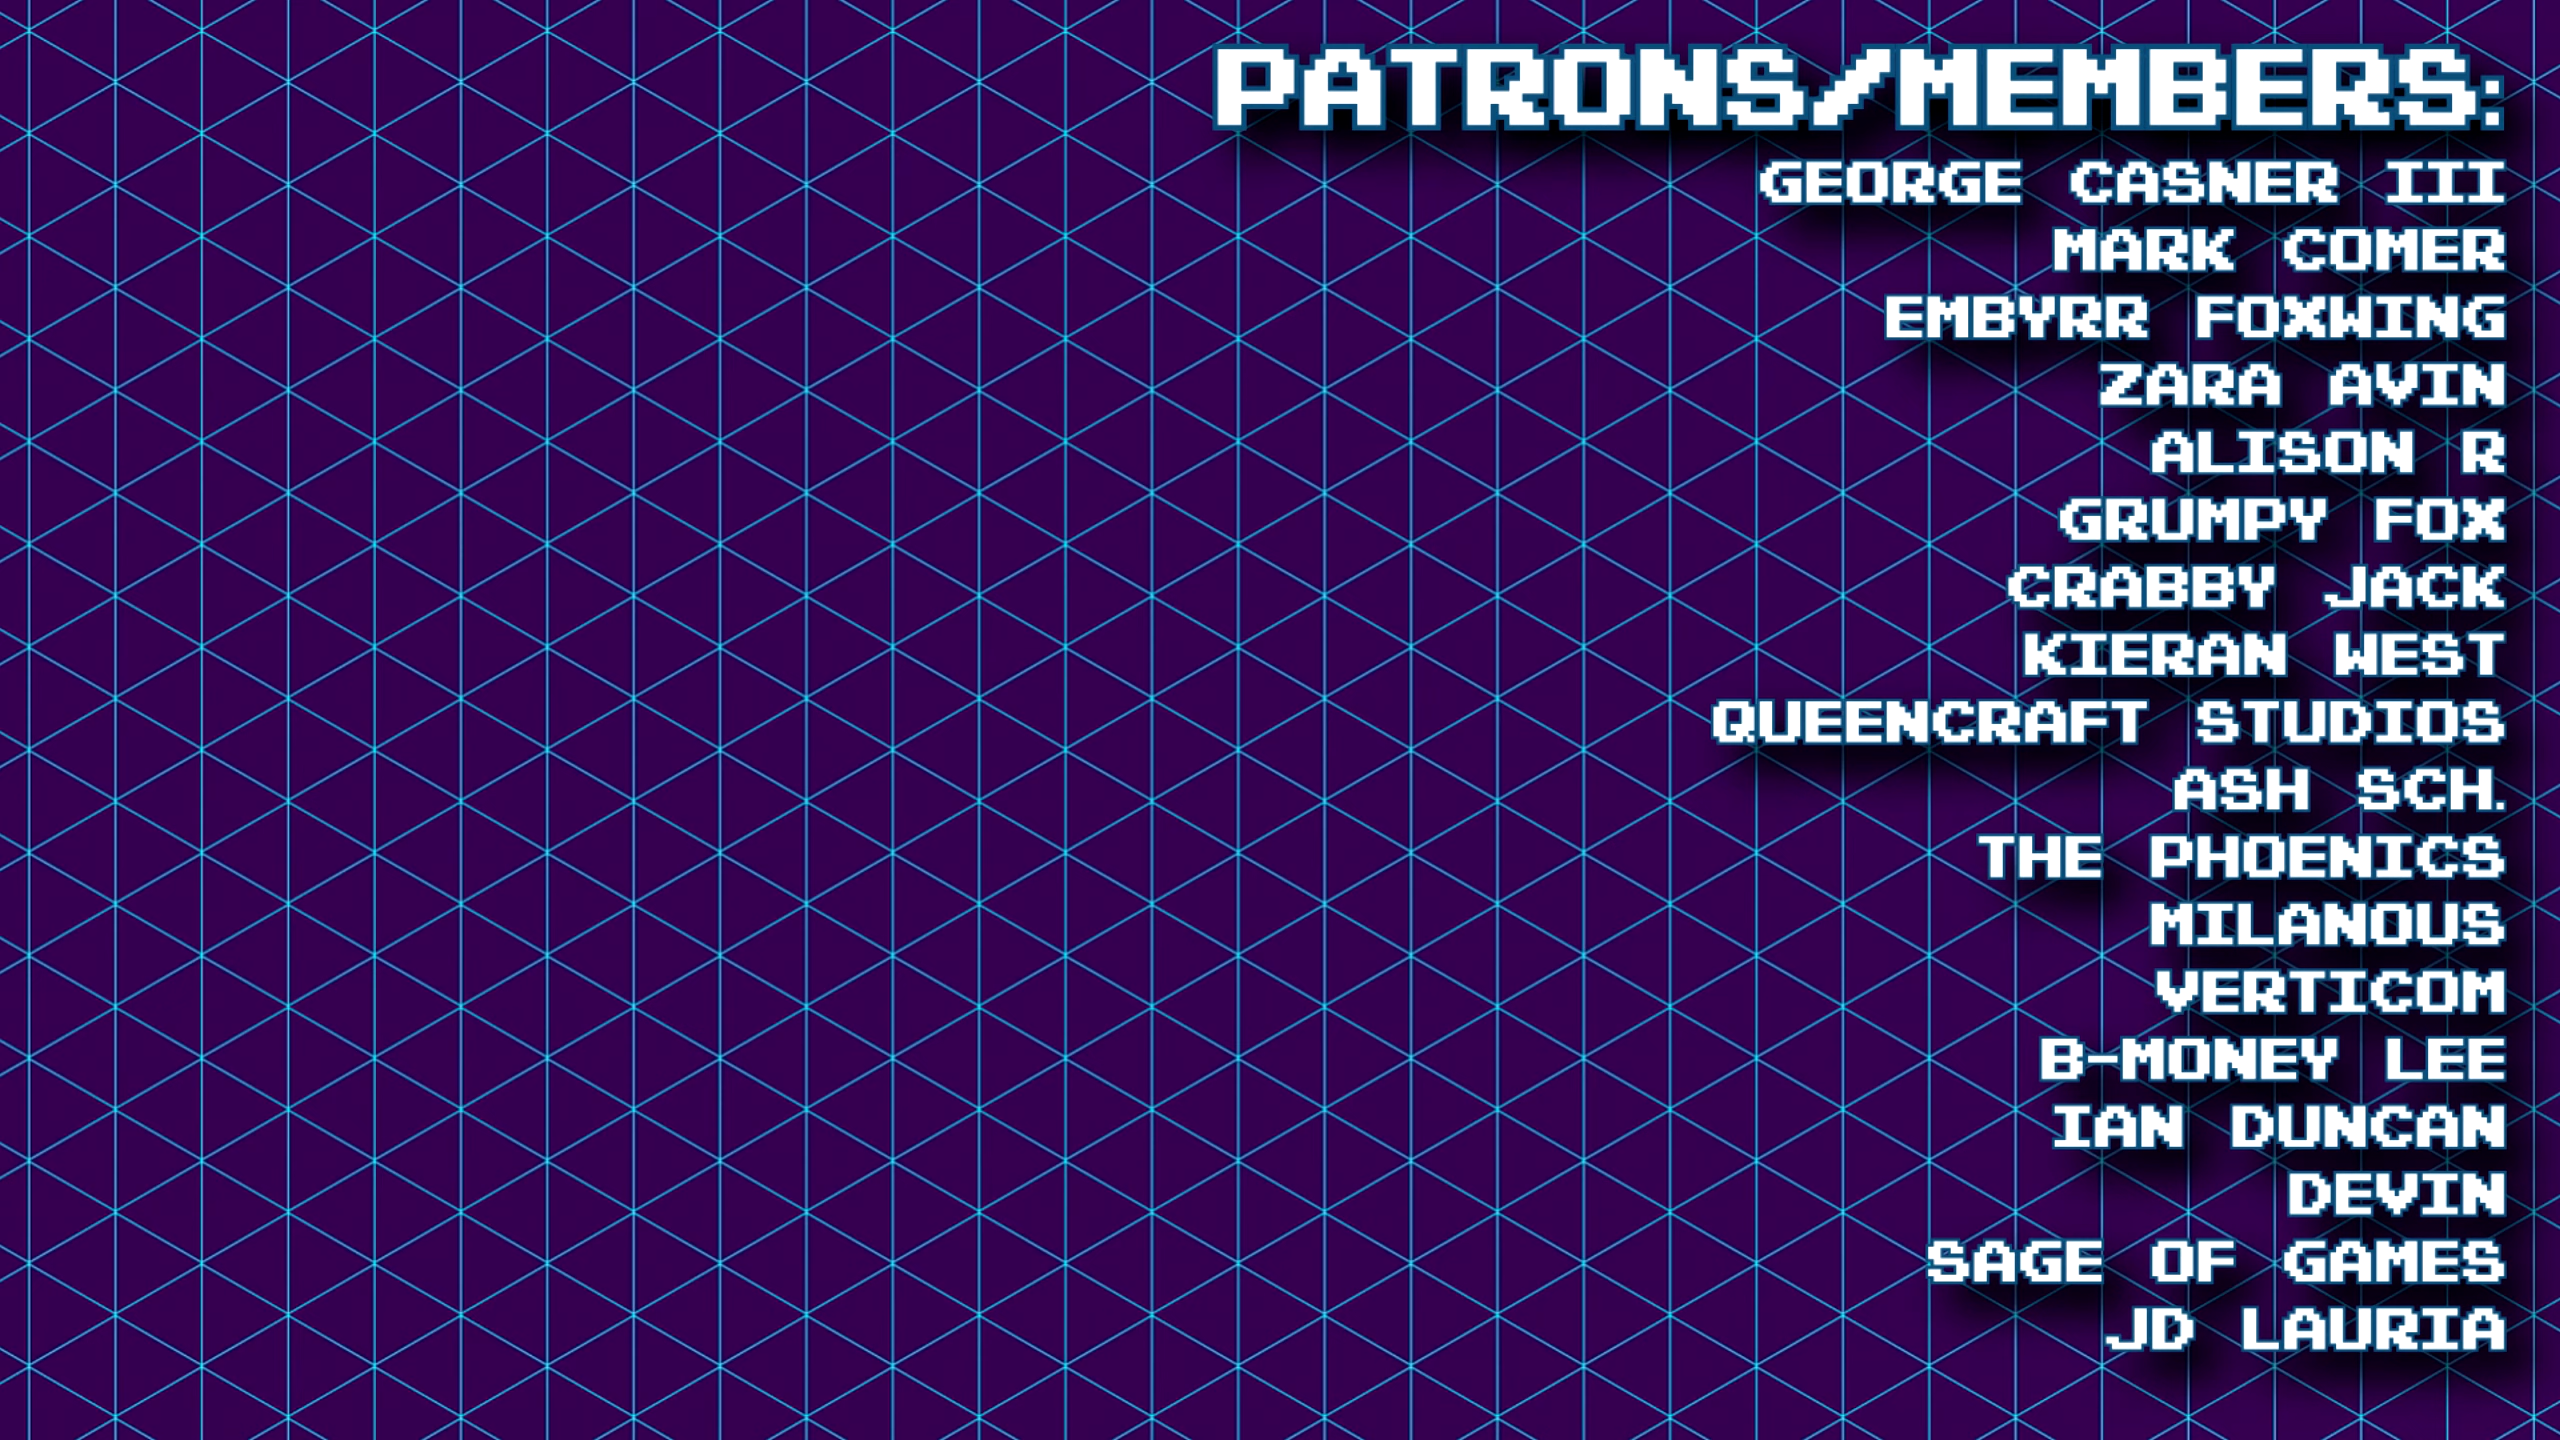 PATRONS/MEMBERS:
GEORGE CASNER III
MARK COMER
EMBYRR FOXWING
ZARA AVIN
ALISON R
GRUMPY FOX
CRABBY JACK
KIERAN WEST
QUEENCRAFT STUDIOS
ASH SCH.
THE PHOENICS
MILANOUS
VERTICOM
B-MONEY LEE
IAN DUNCAN
DEVIN
SAGE OF GAMES
JD LAURIA